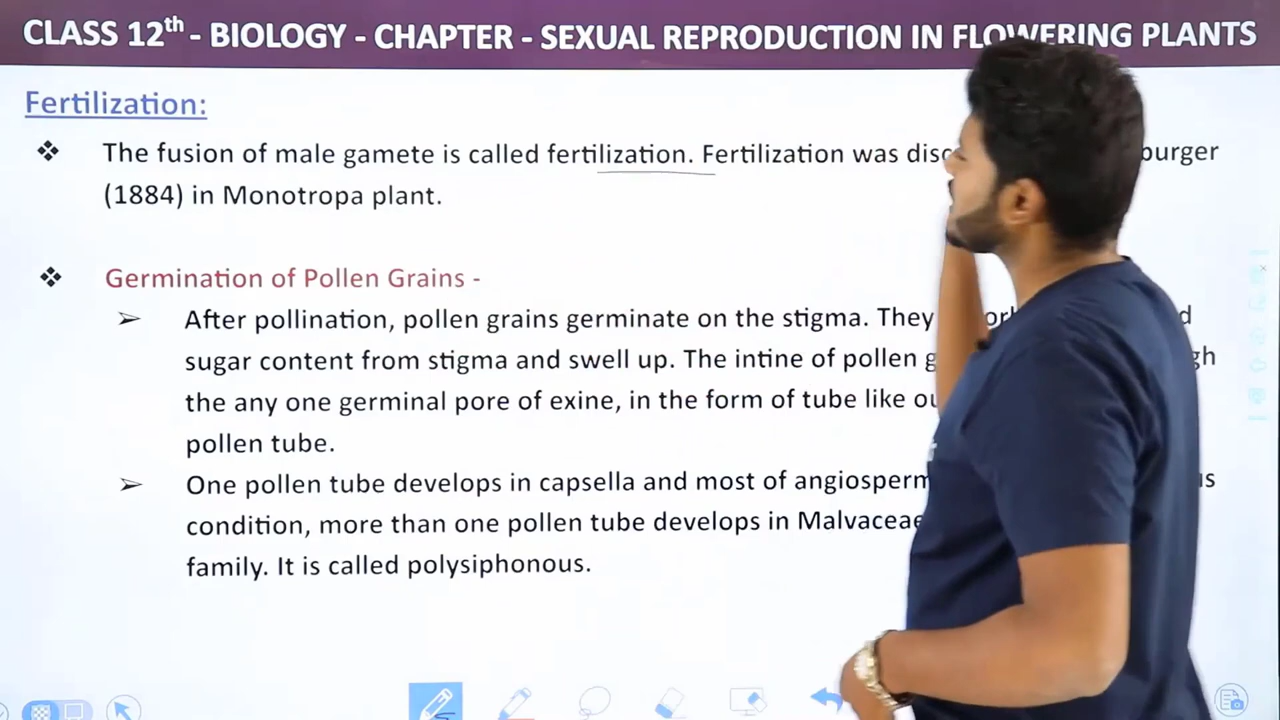 CLASS 12th - BIOLOGY - CHAPTER - SEXUAL REPRODUCTION IN FLOWERING PLANTS
Fertilization:
❖ The fusion of male gamete is called fertilization. Fertilization was
(1884) in Monotropa plant.
❖ Germination of Pollen Grains -
➢ After pollination, pollen grains germinate on the stigma. They
sugar content from stigma and swell up. The intine of pollen
the any one germinal pore of exine, in the form of tube like
pollen tube.
➢ One pollen tube develops in capsella and most of
condition, more than one pollen tube develops in Malvaceae
family. It is called polysiphonous.